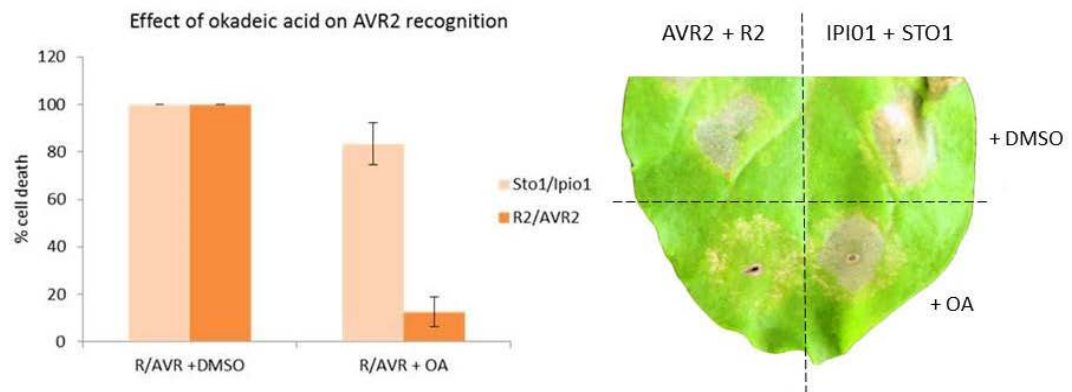 Effect of okadeic acid on AVR2 recognition
% cell death
120
100
80
60
40
20
0
R/AVR +DMSO
R/AVR + OA
Sto1/Ipio1
R2/AVR2
AVR2 + R2
IPI01 + STO1
+ DMSO
+ OA